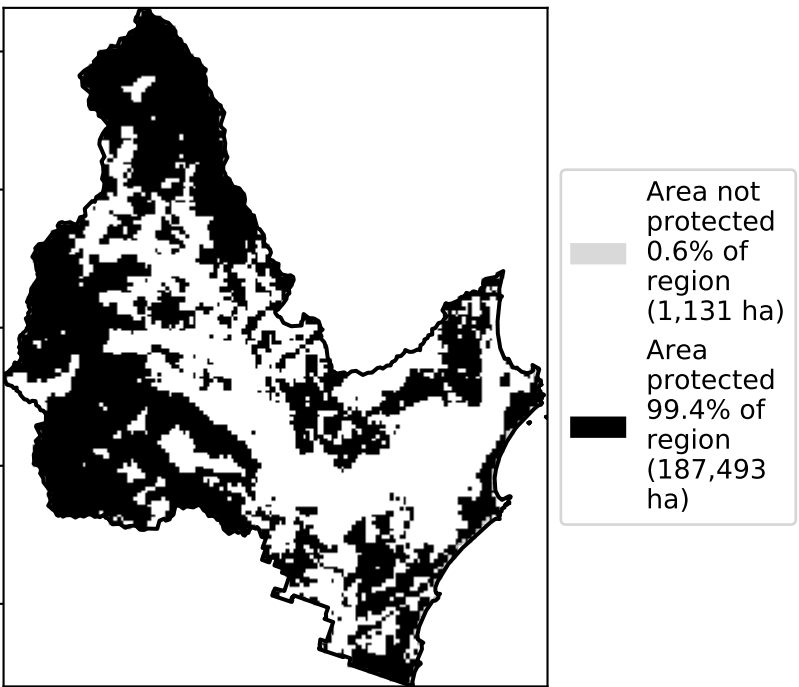 Area not
protected
0.6% of
region
(1,131 ha)
Area
protected
99.4% of
region
(187,493
ha)